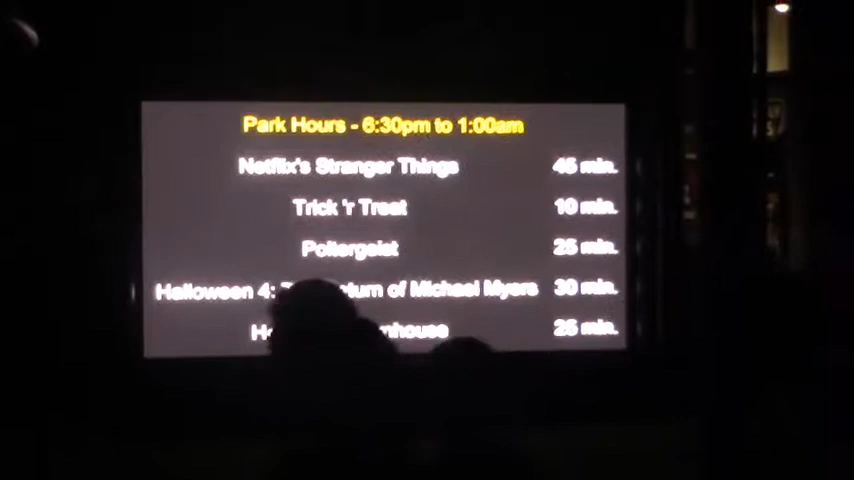 Park Hours - 6:30pm to 1:00am
Netflix's Stranger Things 45 min.
Trick 'r Treat 10 min.
Poltergeist 25 min.
Halloween 4: of Michael Myers 30 min.
25 min.